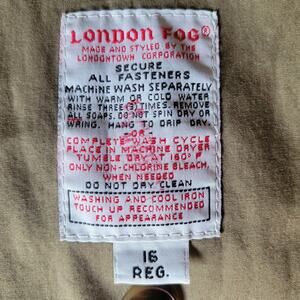 LONDON FOG®
MADE AND STYLED BY THE
LONDONTOWN CORPORATION
SECURE
ALL FASTENERS
MACHINE WASH SEPARATELY
WITH WARM OR COLD WATER
RINSE THREE (3) TIMES. REMOVE
ALL SOAPS. DO NOT SPIN DRY OR
WRING. HANG TO DRIP DRY
-OR-
COMPLETE WASH CYCLE
PLACE IN MACHINE DRYER
TUMBLE DRY AT 160° F
ONLY NON-CHLORINE BLEACH,
WHEN NEEDED
DO NOT DRY CLEAN
WASHING AND COOL IRON
TOUCH UP RECOMMENDED
FOR APPEARANCE
16
REG.